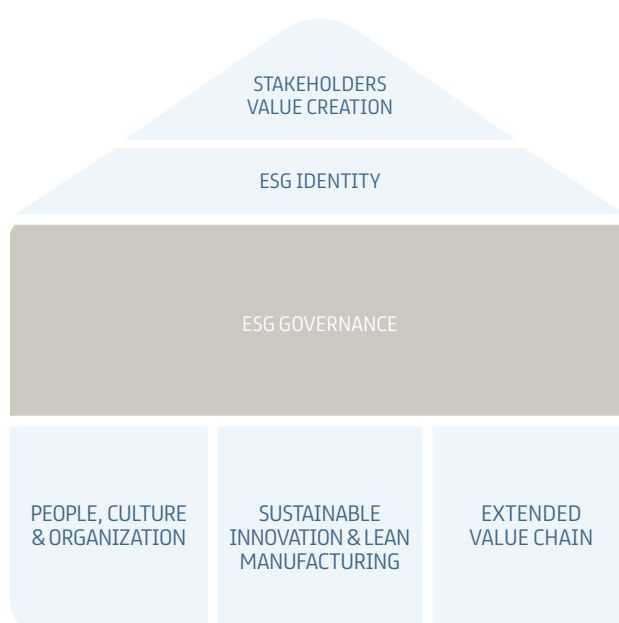 STAKEHOLDERS
VALUE CREATION
ESG IDENTITY
ESG GOVERNANCE
PEOPLE, CULTURE
& ORGANIZATION
SUSTAINABLE
INNOVATION & LEAN
MANUFACTURING
EXTENDED
VALUE CHAIN